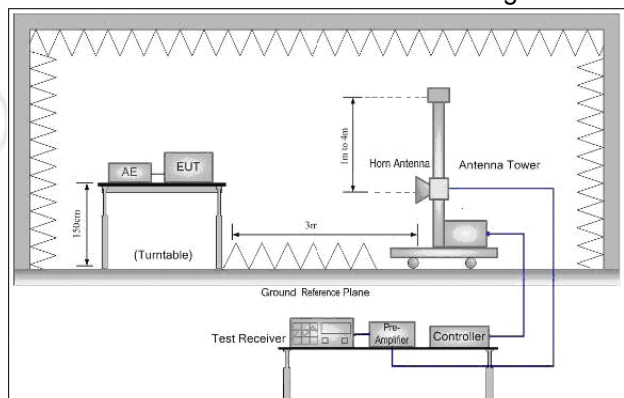 1m to 4m
Horn Antenna
Antenna Tower
AE
EUT
150cm
3m
(Turntable)
Ground Reference Plane
Test Receiver
Pre-
Amplifier
Controller